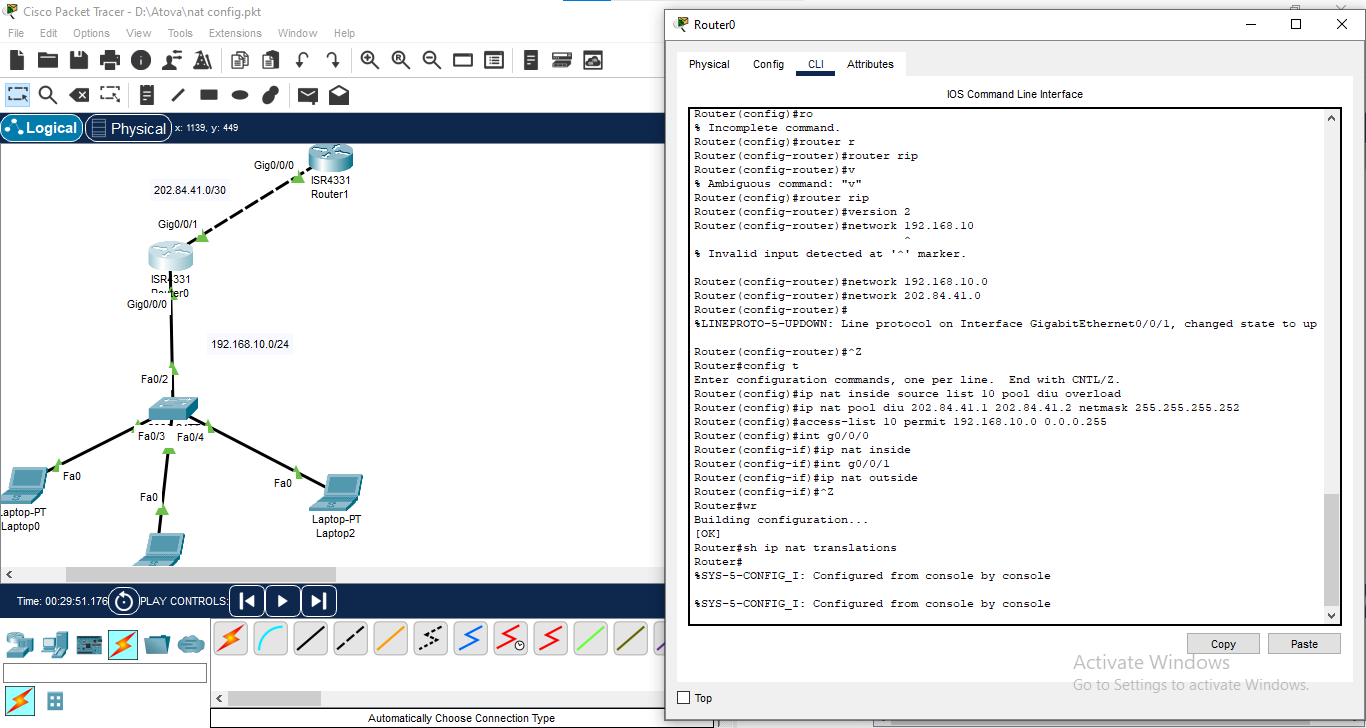 Cisco Packet Tracer - D:\Atova\nat config.pkt
File Edit Options View Tools Extensions Window Help
Logical
Physical
x: 1139, y: 449
Gig0/0/0
ISR4331
Router1
202.84.41.0/30
Gig0/0/1
ISR4331
Router0
Gig0/0/0
192.168.10.0/24
Fa0/2
Fa0/3 Fa0/4
Fa0
Fa0
Fa0
Laptop-PT
Laptop0
Laptop-PT
Laptop2
Time: 00:29:51.176
PLAY CONTROLS:
Automatically Choose Connection Type
Router0
Physical Config CLI Attributes
IOS Command Line Interface
Router(config)#ro
% Incomplete command.
Router(config)#router r
Router(config-router)#router rip
Router(config-router)#v
% Ambiguous command: "v"
Router(config)#router rip
Router(config-router)#version 2
Router(config-router)#network 192.168.10
^
% Invalid input detected at '^' marker.
Router(config-router)#network 192.168.10.0
Router(config-router)#network 202.84.41.0
Router(config-router)#
%LINEPROTO-5-UPDOWN: Line protocol on Interface GigabitEthernet0/0/1, changed state to up
Router(config-router)#^Z
Router#config t
Enter configuration commands, one per line.  End with CNTL/Z.
Router(config)#ip nat inside source list 10 pool diu overload
Router(config)#ip nat pool diu 202.84.41.1 202.84.41.2 netmask 255.255.255.252
Router(config)#access-list 10 permit 192.168.10.0 0.0.0.255
Router(config)#int g0/0/0
Router(config-if)#ip nat inside
Router(config-if)#int g0/0/1
Router(config-if)#ip nat outside
Router(config-if)#^Z
Router#wr
Building configuration...
[OK]
Router#sh ip nat translations
Router#
%SYS-5-CONFIG_I: Configured from console by console
%SYS-5-CONFIG_I: Configured from console by console
Copy Paste
Activate Windows
Go to Settings to activate Windows.
Top